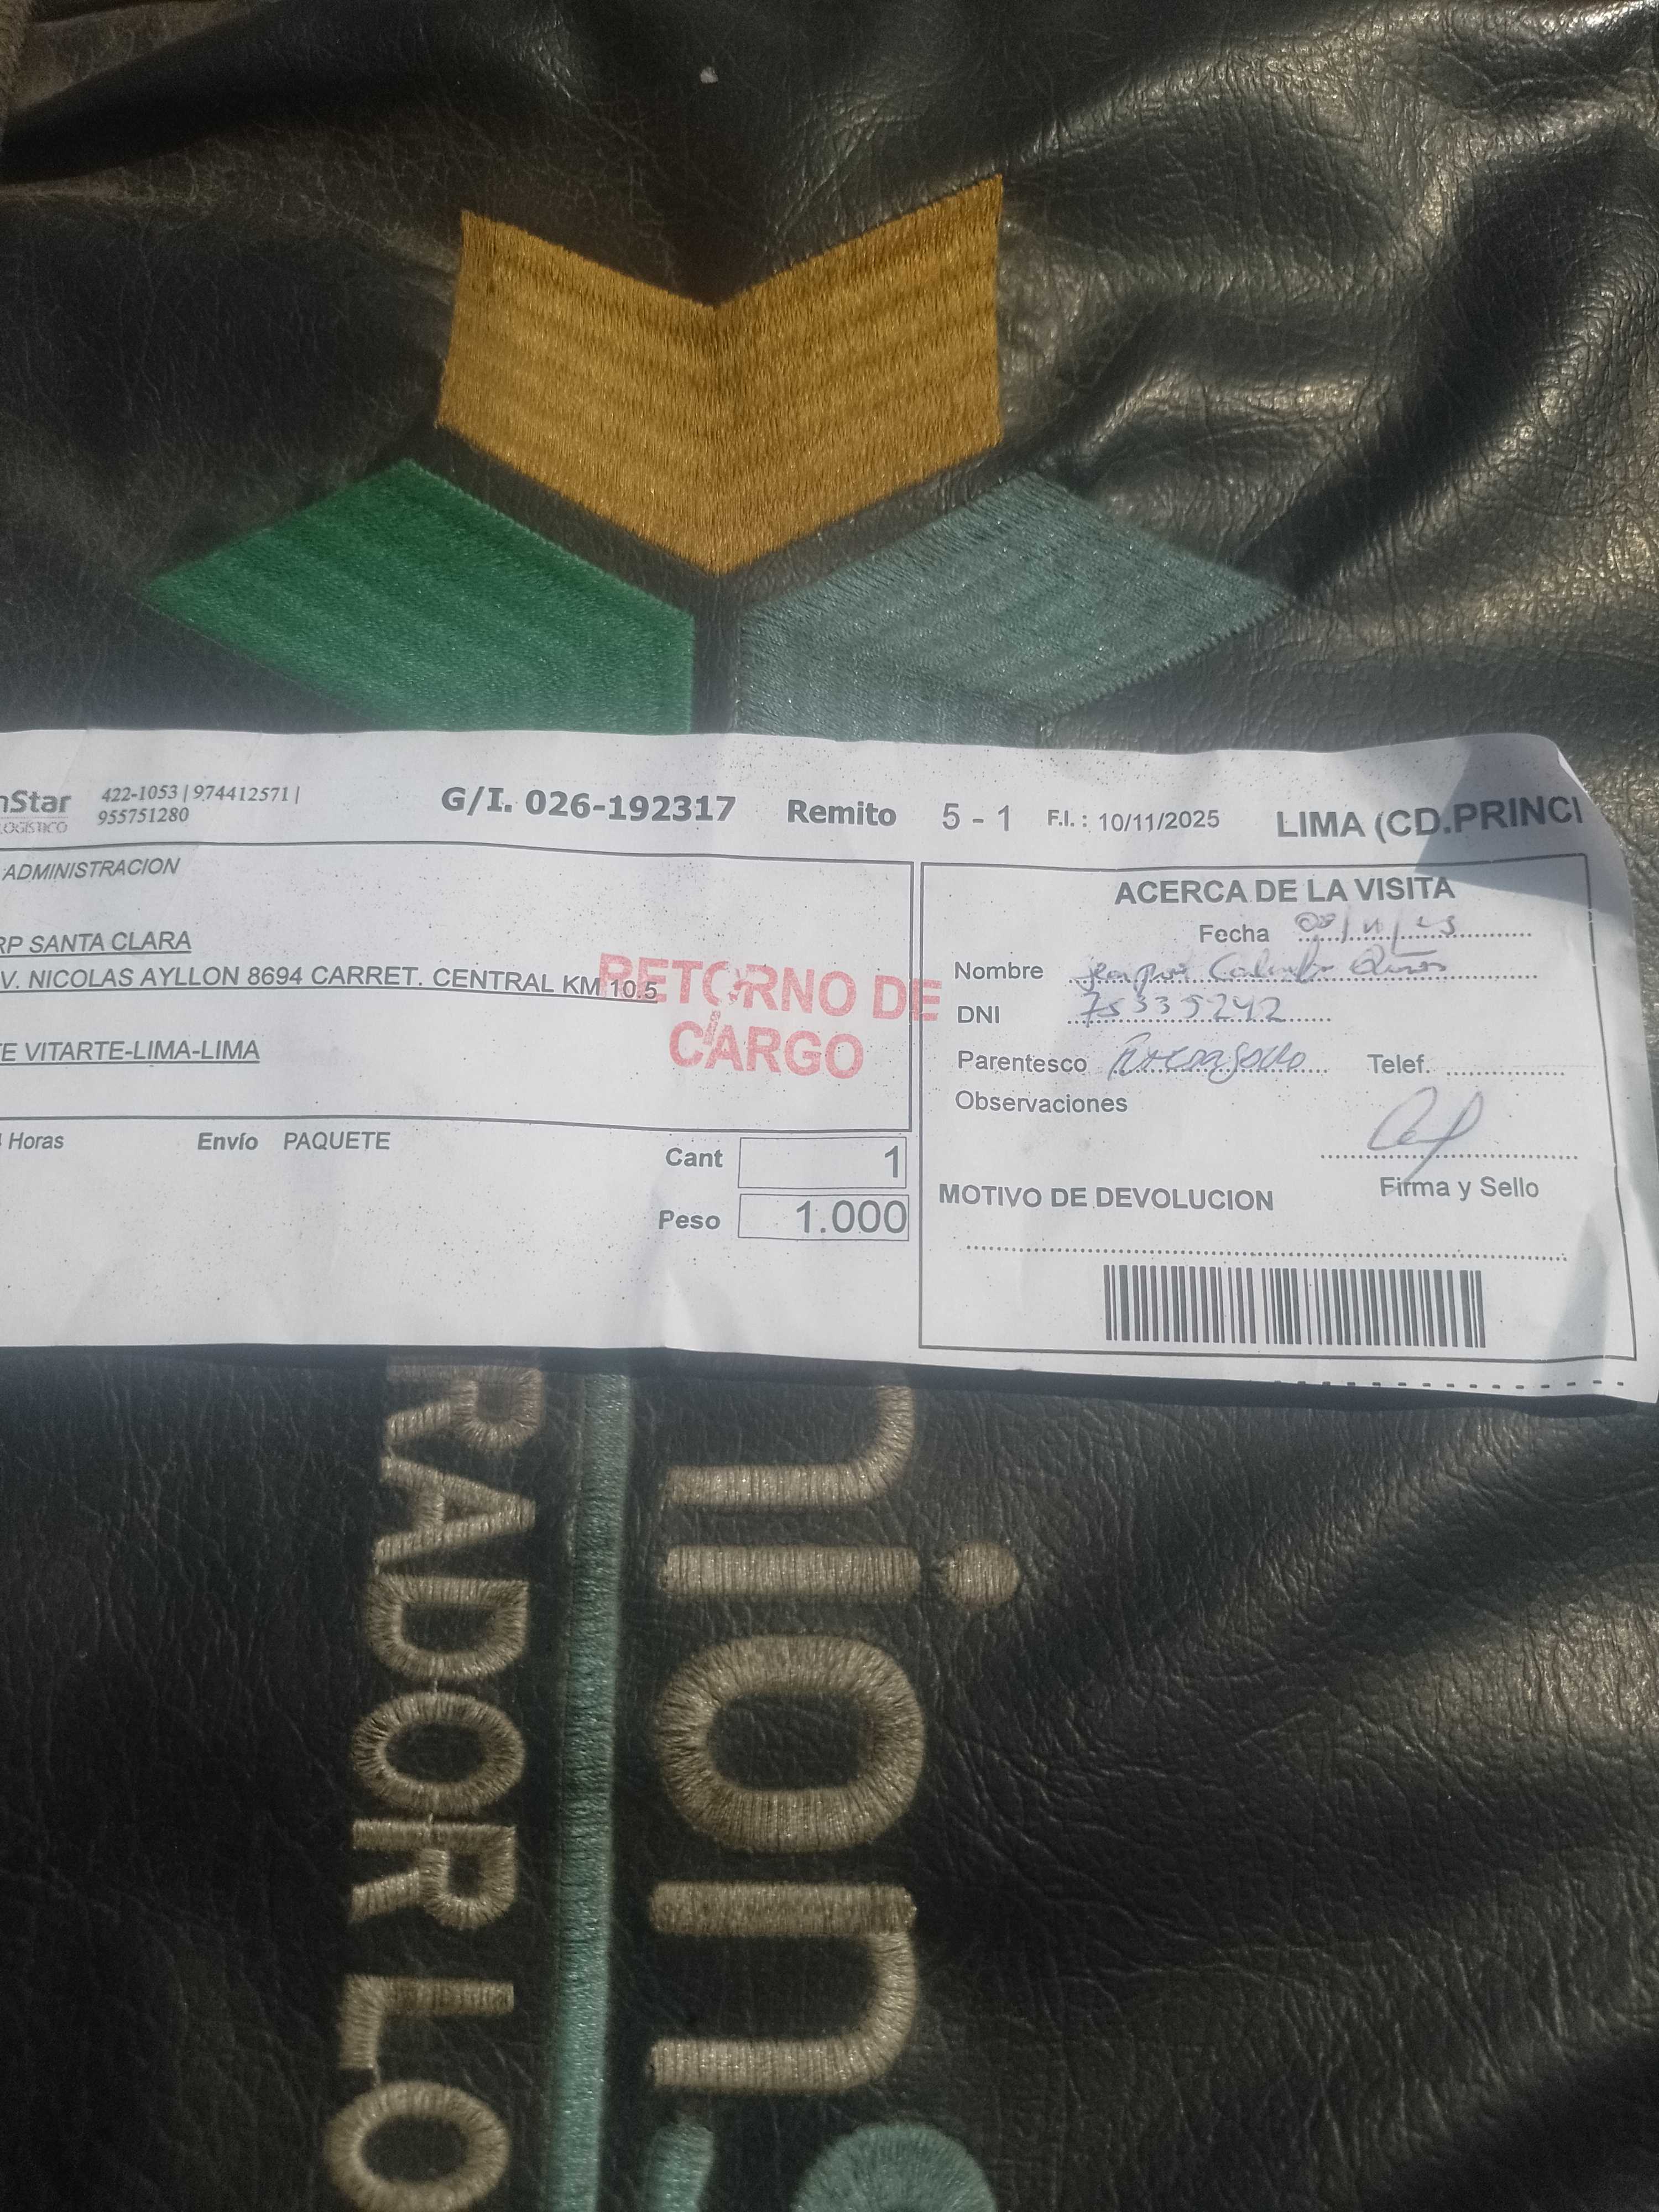 nStar
LOGÍSTICO
422-1053 | 974412571 |
955751280
G/I. 026-192317
Remito
5 - 1
F.I. : 10/11/2025
LIMA (CD.PRINCI
ADMINISTRACION
RP SANTA CLARA
V. NICOLAS AYLLON 8694 CARRET. CENTRAL KM 10.5
E VITARTE-LIMA-LIMA
RETORNO DE
CARGO
Horas
Envío PAQUETE
Cant 1
Peso 1.000
ACERCA DE LA VISITA
Fecha
Nombre
DNI 75339242
Parentesco
Telef.
Observaciones
Firma y Sello
MOTIVO DE DEVOLUCION
nion
RADOR LO